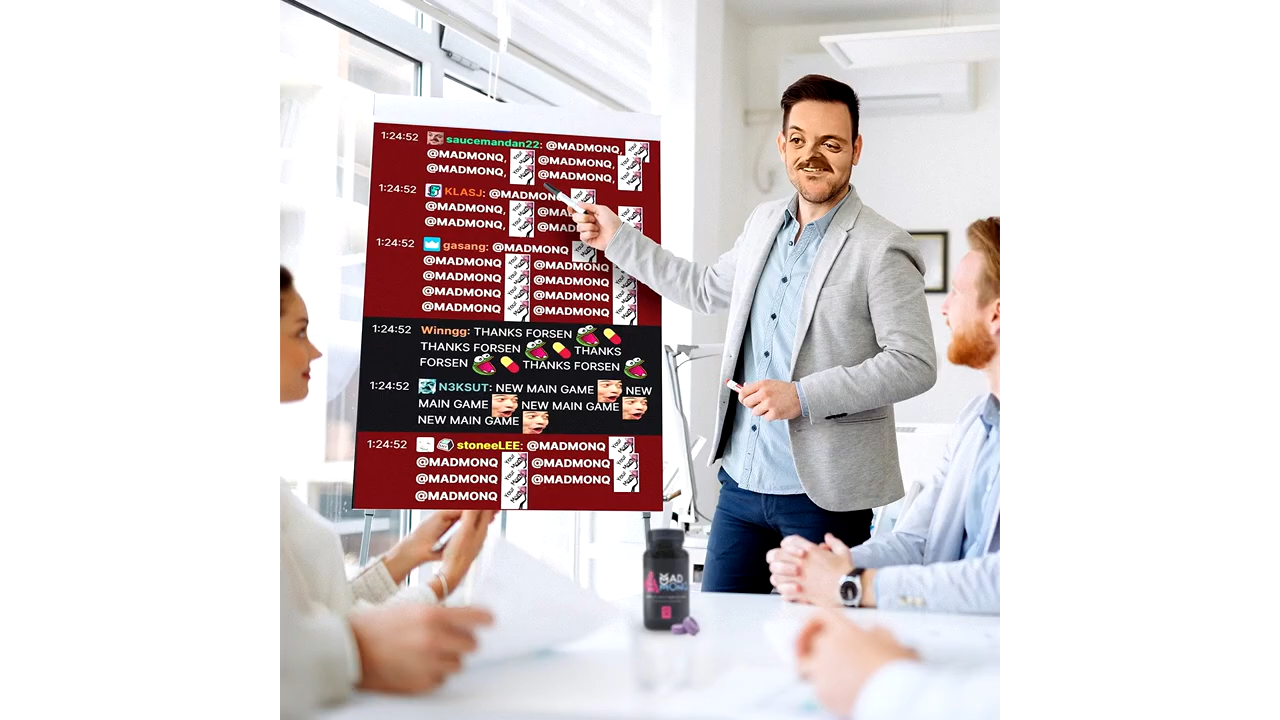 1:24:52 saucemandan22: @MADMONQ,
@MADMONQ, @MADMONQ,
@MADMONQ, @MADMONQ,
1:24:52 KLASJ: @MADMONQ
@MADMONQ, @MA
@MADMONQ, @MAD
1:24:52 gasang: @MADMONQ
@MADMONQ @MADMONQ
@MADMONQ @MADMONQ
@MADMONQ @MADMONQ
@MADMONQ @MADMONQ
1:24:52 Winngg: THANKS FORSEN
THANKS FORSEN THANKS
FORSEN THANKS FORSEN
1:24:52 N3KSUT: NEW MAIN GAME NEW
MAIN GAME NEW MAIN GAME
NEW MAIN GAME
1:24:52 stoneeLEE: @MADMONQ
@MADMONQ @MADMONQ
@MADMONQ @MADMONQ
@MADMONQ
MAD
MONQ